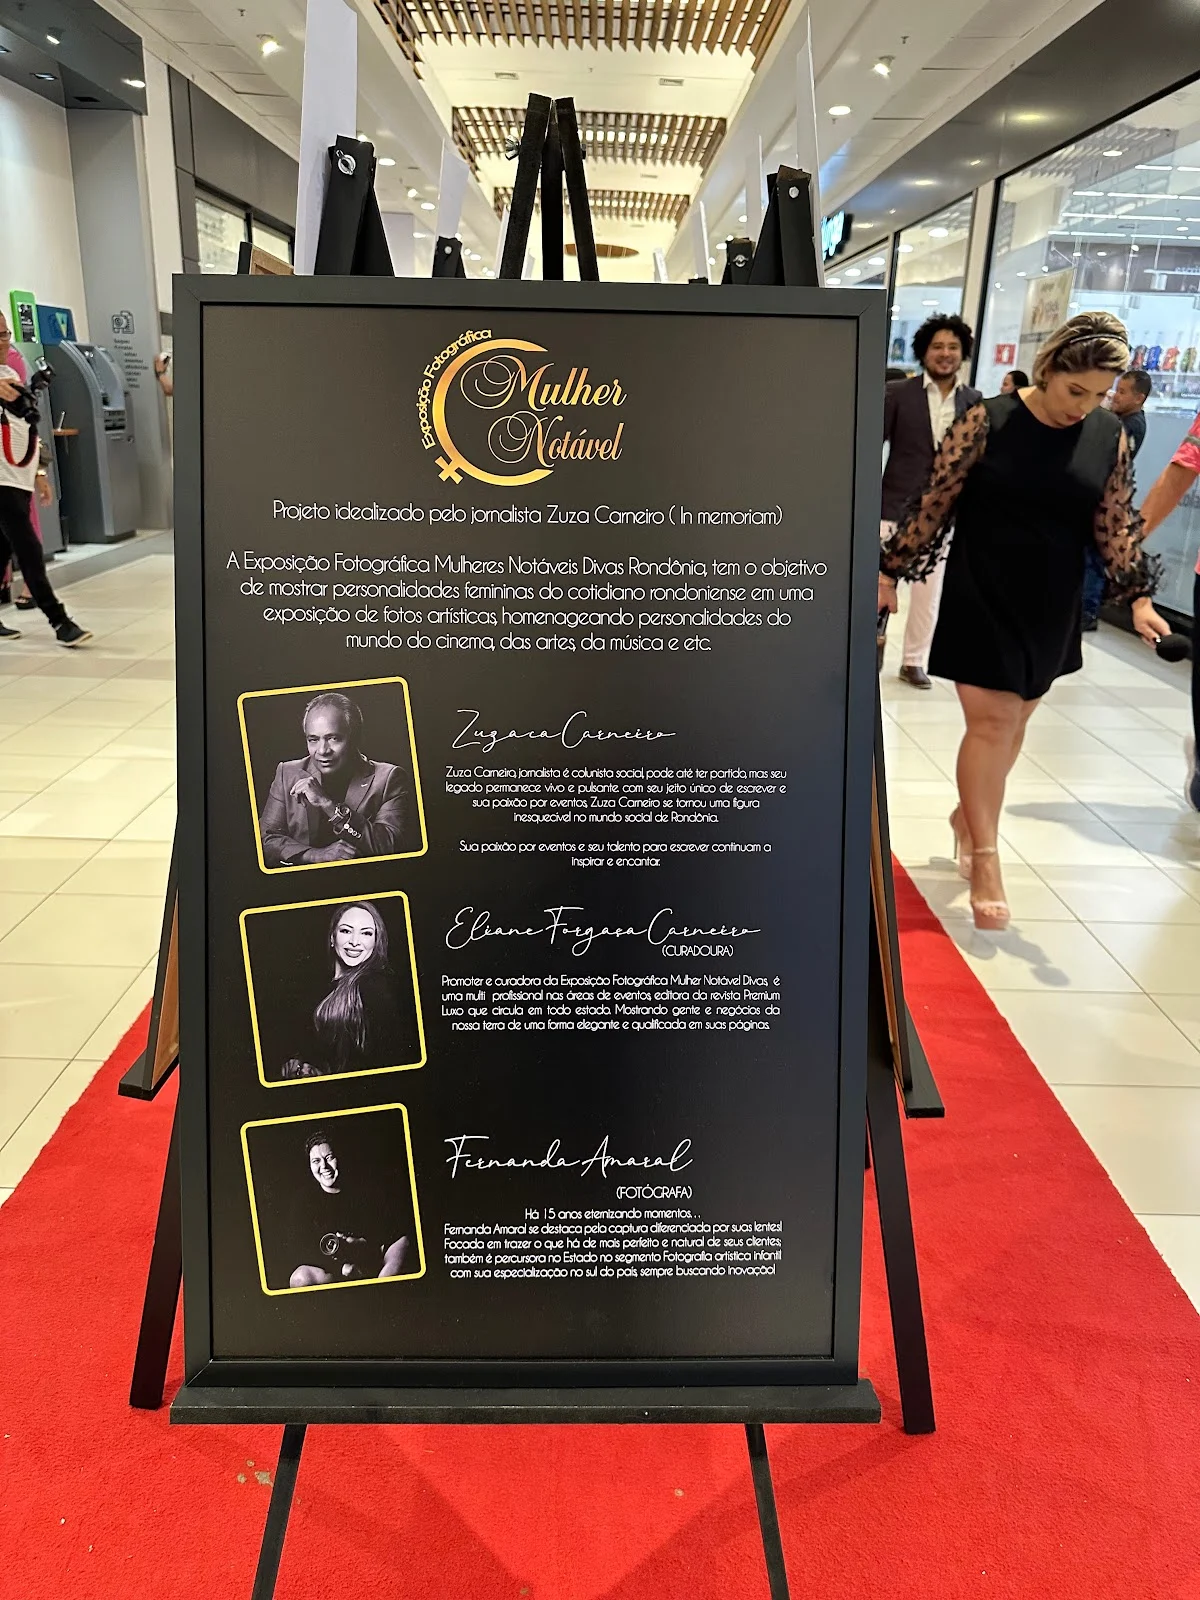 Exposição Fotográfica
Mulher
Notável
Projeto idealizado pelo jornalista Zuza Carneiro ( In memoriam)
A Exposição Fotográfica Mulheres Notáveis Divas Rondônia, tem o objetivo
de mostrar personalidades femininas do cotidiano rondoniense em uma
exposição de fotos artísticas, homenageando personalidades do
mundo do cinema, das artes, da música e etc.
Zuzaca Carneiro
Zuza Carneiro, jornalista é colunista social, pode até ter partido, mas seu
legado permanece vivo e pulsante. com seu jeito único de escrever e
sua paixão por eventos, Zuza Carneiro se tornou uma figura
inesquecível no mundo social de Rondônia.
Sua paixão por eventos e seu talento para escrever continuam a
inspirar e encantar.
Eliane Forgaça Carneiro
(CURADOURA)
Promoter e curadora da Exposição Fotográfica Mulher Notável Divas, é
uma multi profissional nas áreas de eventos, editora da revista Premium
Luxo que circula em todo estado. Mostrando gente e negócios da
nossa terra de uma forma elegante e qualificada em suas páginas.
Fernanda Amaral
(FOTÓGRAFA)
Há 15 anos eternizando momentos...
Fernanda Amaral se destaca pela captura diferenciada por suas lentes!
Focada em trazer o que há de mais perfeito e natural de seus clientes;
também é percursora no Estado no segmento Fotografia artística infantil
com sua especialização no sul do país, sempre buscando inovação!